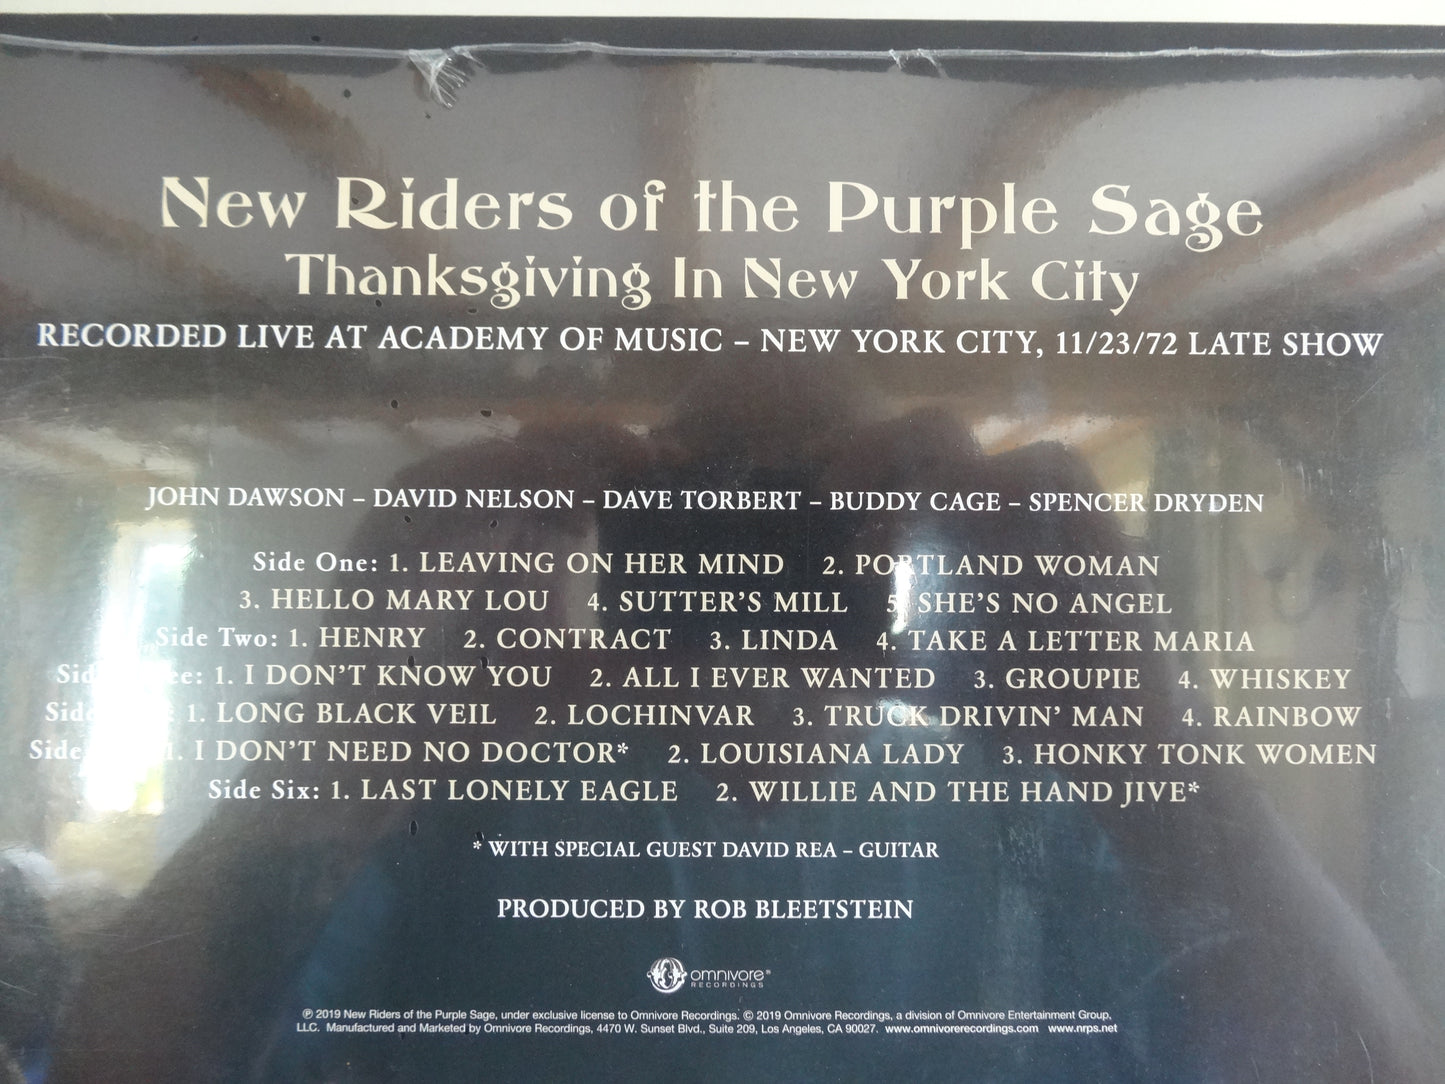 New Riders of the Purple Sage
Thanksgiving In New York City
RECORDED LIVE AT ACADEMY OF MUSIC – NEW YORK CITY, 11/23/72 LATE SHOW
JOHN DAWSON – DAVID NELSON – DAVE TORBERT – BUDDY CAGE – SPENCER DRYDEN
Side One: 1. LEAVING ON HER MIND 2. PORTLAND WOMAN
3. HELLO MARY LOU 4. SUTTER'S MILL 5. SHE'S NO ANGEL
Side Two: 1. HENRY 2. CONTRACT 3. LINDA 4. TAKE A LETTER MARIA
Side 1. I DON'T KNOW YOU 2. ALL I EVER WANTED 3. GROUPIE 4. WHISKEY
Side 1. LONG BLACK VEIL 2. LOCHINVAR 3. TRUCK DRIVIN' MAN 4. RAINBOW
Side 1. I DON'T NEED NO DOCTOR* 2. LOUISIANA LADY 3. HONKY TONK WOMEN
Side Six: 1. LAST LONELY EAGLE 2. WILLIE AND THE HAND JIVE*
* WITH SPECIAL GUEST DAVID REA – GUITAR
PRODUCED BY ROB BLEETSTEIN
omnivore®
RECORDINGS
℗ 2019 New Riders of the Purple Sage, under exclusive license to Omnivore Recordings. © 2019 Omnivore Recordings, a division of Omnivore Entertainment Group,
LLC. Manufactured and Marketed by Omnivore Recordings, 4470 W. Sunset Blvd., Suite 209, Los Angeles, CA 90027. www.omnivorerecordings.com www.nrps.net